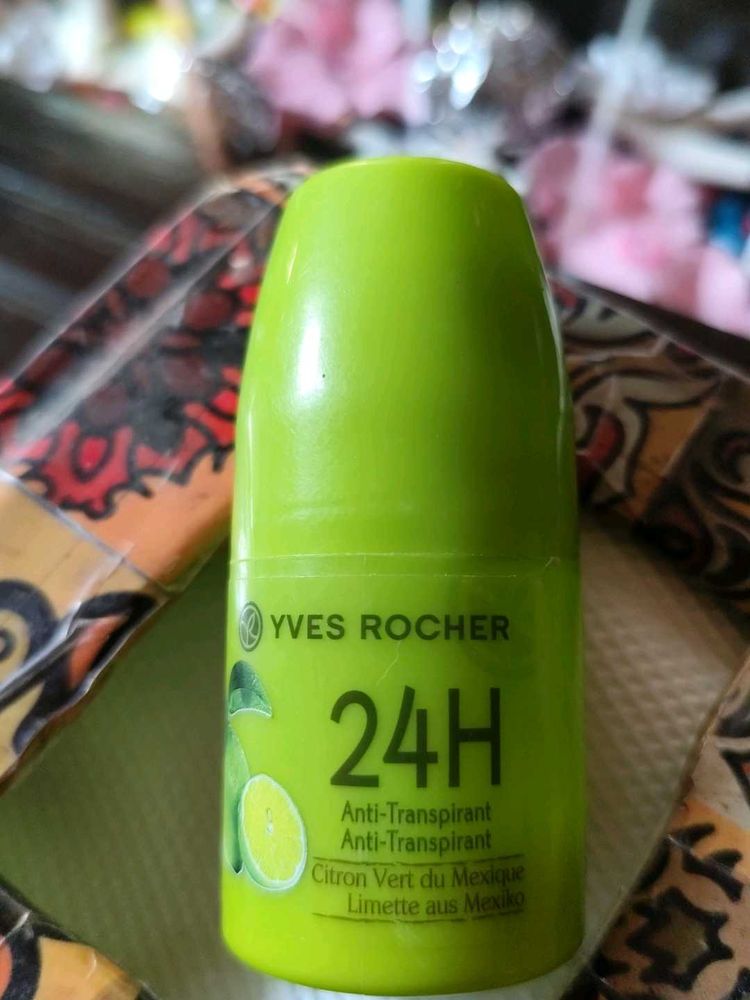 YVES ROCHER
24H
Anti-Transpirant
Anti-Transpirant
Citron Vert du Mexique
Limette aus Mexiko